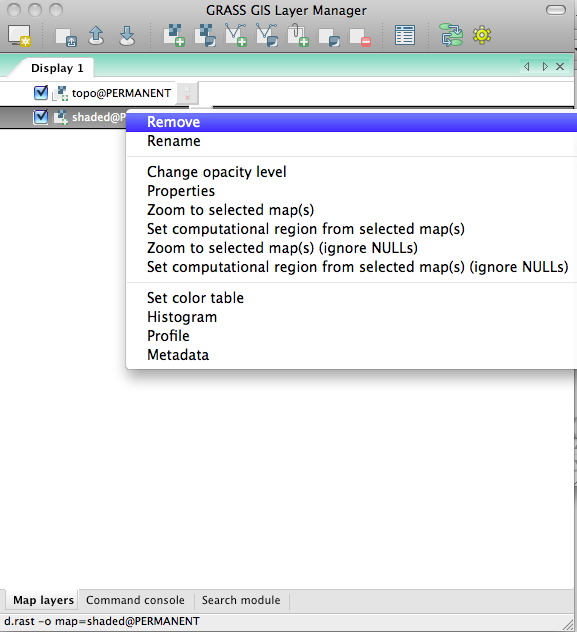 GRASS GIS Layer Manager
Display 1
topo@PERMANENT
shaded@P
Remove
Rename
Change opacity level
Properties
Zoom to selected map(s)
Set computational region from selected map(s)
Zoom to selected map(s) (ignore NULLs)
Set computational region from selected map(s) (ignore NULLs)
Set color table
Histogram
Profile
Metadata
Map layers Command console Search module
d.rast -o map=shaded@PERMANENT